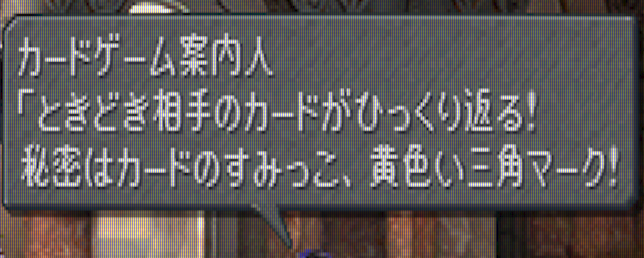 カードゲーム案内人
「ときどき相手のカードがひっくり返る!
秘密はカードのすみっこ、黄色い三角マーク!